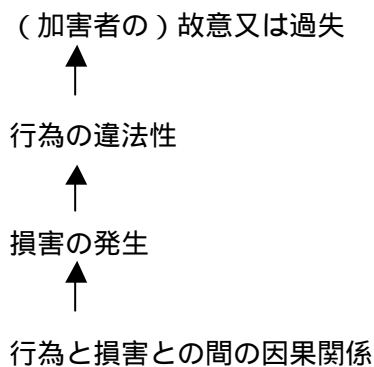 （加害者の）故意又は過失
行為の違法性
損害の発生
行為と損害との間の因果関係